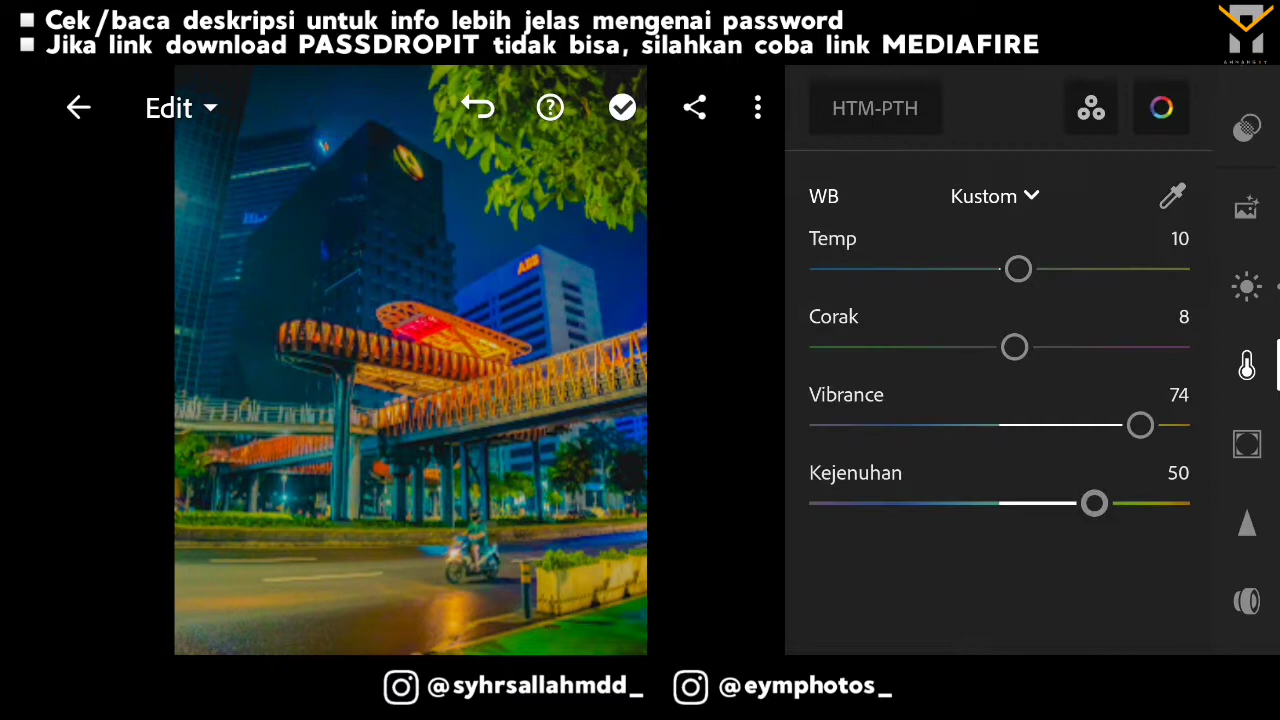 Cek/baca deskripsi untuk info lebih jelas mengenai password
Jika link download PASSDROPIT tidak bisa, silahkan coba link MEDIAFIRE
Edit
HTM-PTH
WB
Kustom
Temp
10
Corak
8
Vibrance
74
Kejenuhan
50
@syhrsallahmdd_
@eymphotos_